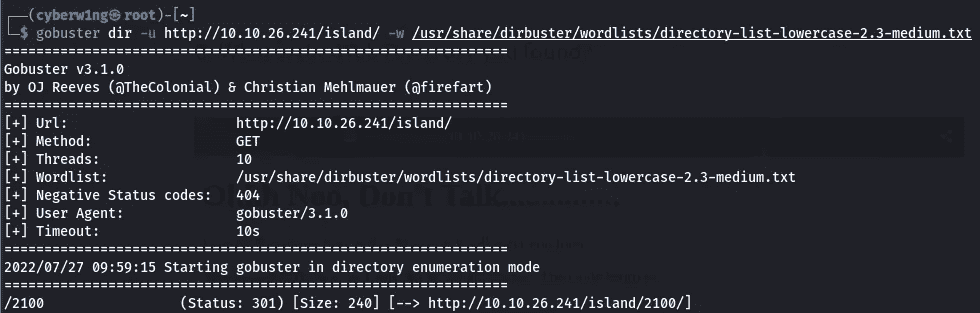 ┌──(cyberw1ng㉿root)-[~]
└─$ gobuster dir -u http://10.10.26.241/island/ -w /usr/share/dirbuster/wordlists/directory-list-lowercase-2.3-medium.txt
===============================================================
Gobuster v3.1.0
by OJ Reeves (@TheColonial) & Christian Mehlmauer (@firefart)
===============================================================
[+] Url:                     http://10.10.26.241/island/
[+] Method:                  GET
[+] Threads:                 10
[+] Wordlist:                /usr/share/dirbuster/wordlists/directory-list-lowercase-2.3-medium.txt
[+] Negative Status codes:   404
[+] User Agent:              gobuster/3.1.0
[+] Timeout:                 10s
===============================================================
2022/07/27 09:59:15 Starting gobuster in directory enumeration mode
===============================================================
/2100                (Status: 301) [Size: 240] [--> http://10.10.26.241/island/2100/]
Don't Talk